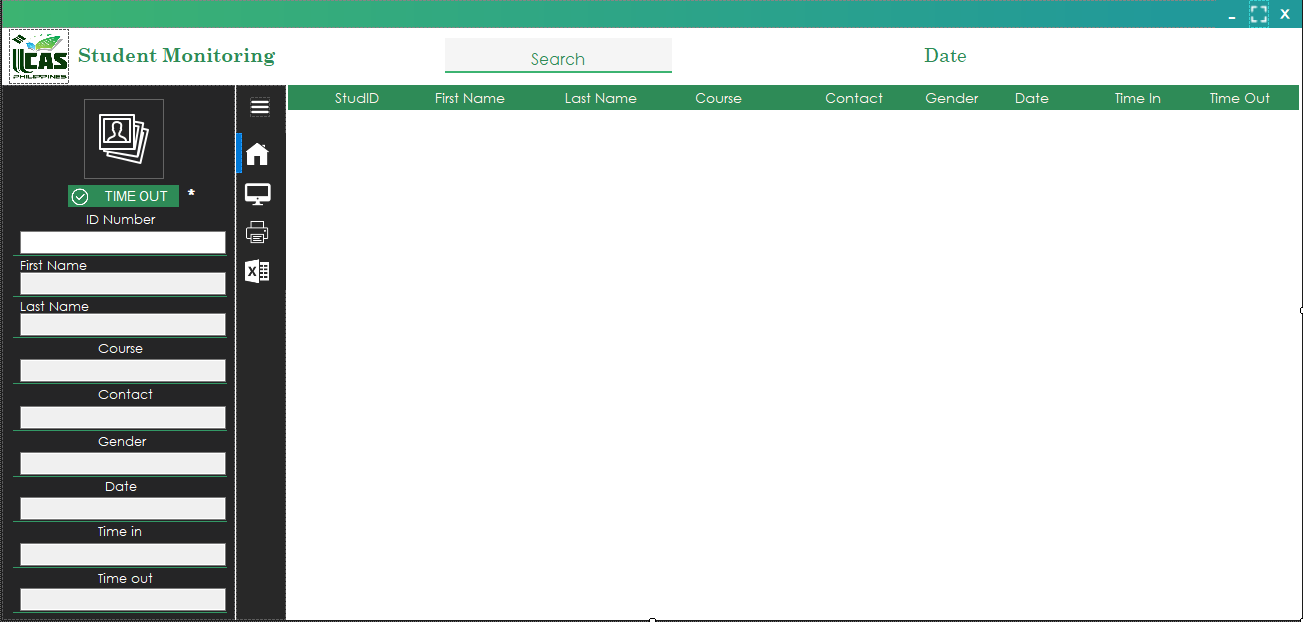 X
CAS
PHILIPPINES
Student Monitoring
Search
Date
StudID First Name Last Name Course Contact Gender Date Time In Time Out
TIME OUT *
ID Number
First Name
Last Name
Course
Contact
Gender
Date
Time in
Time out
X